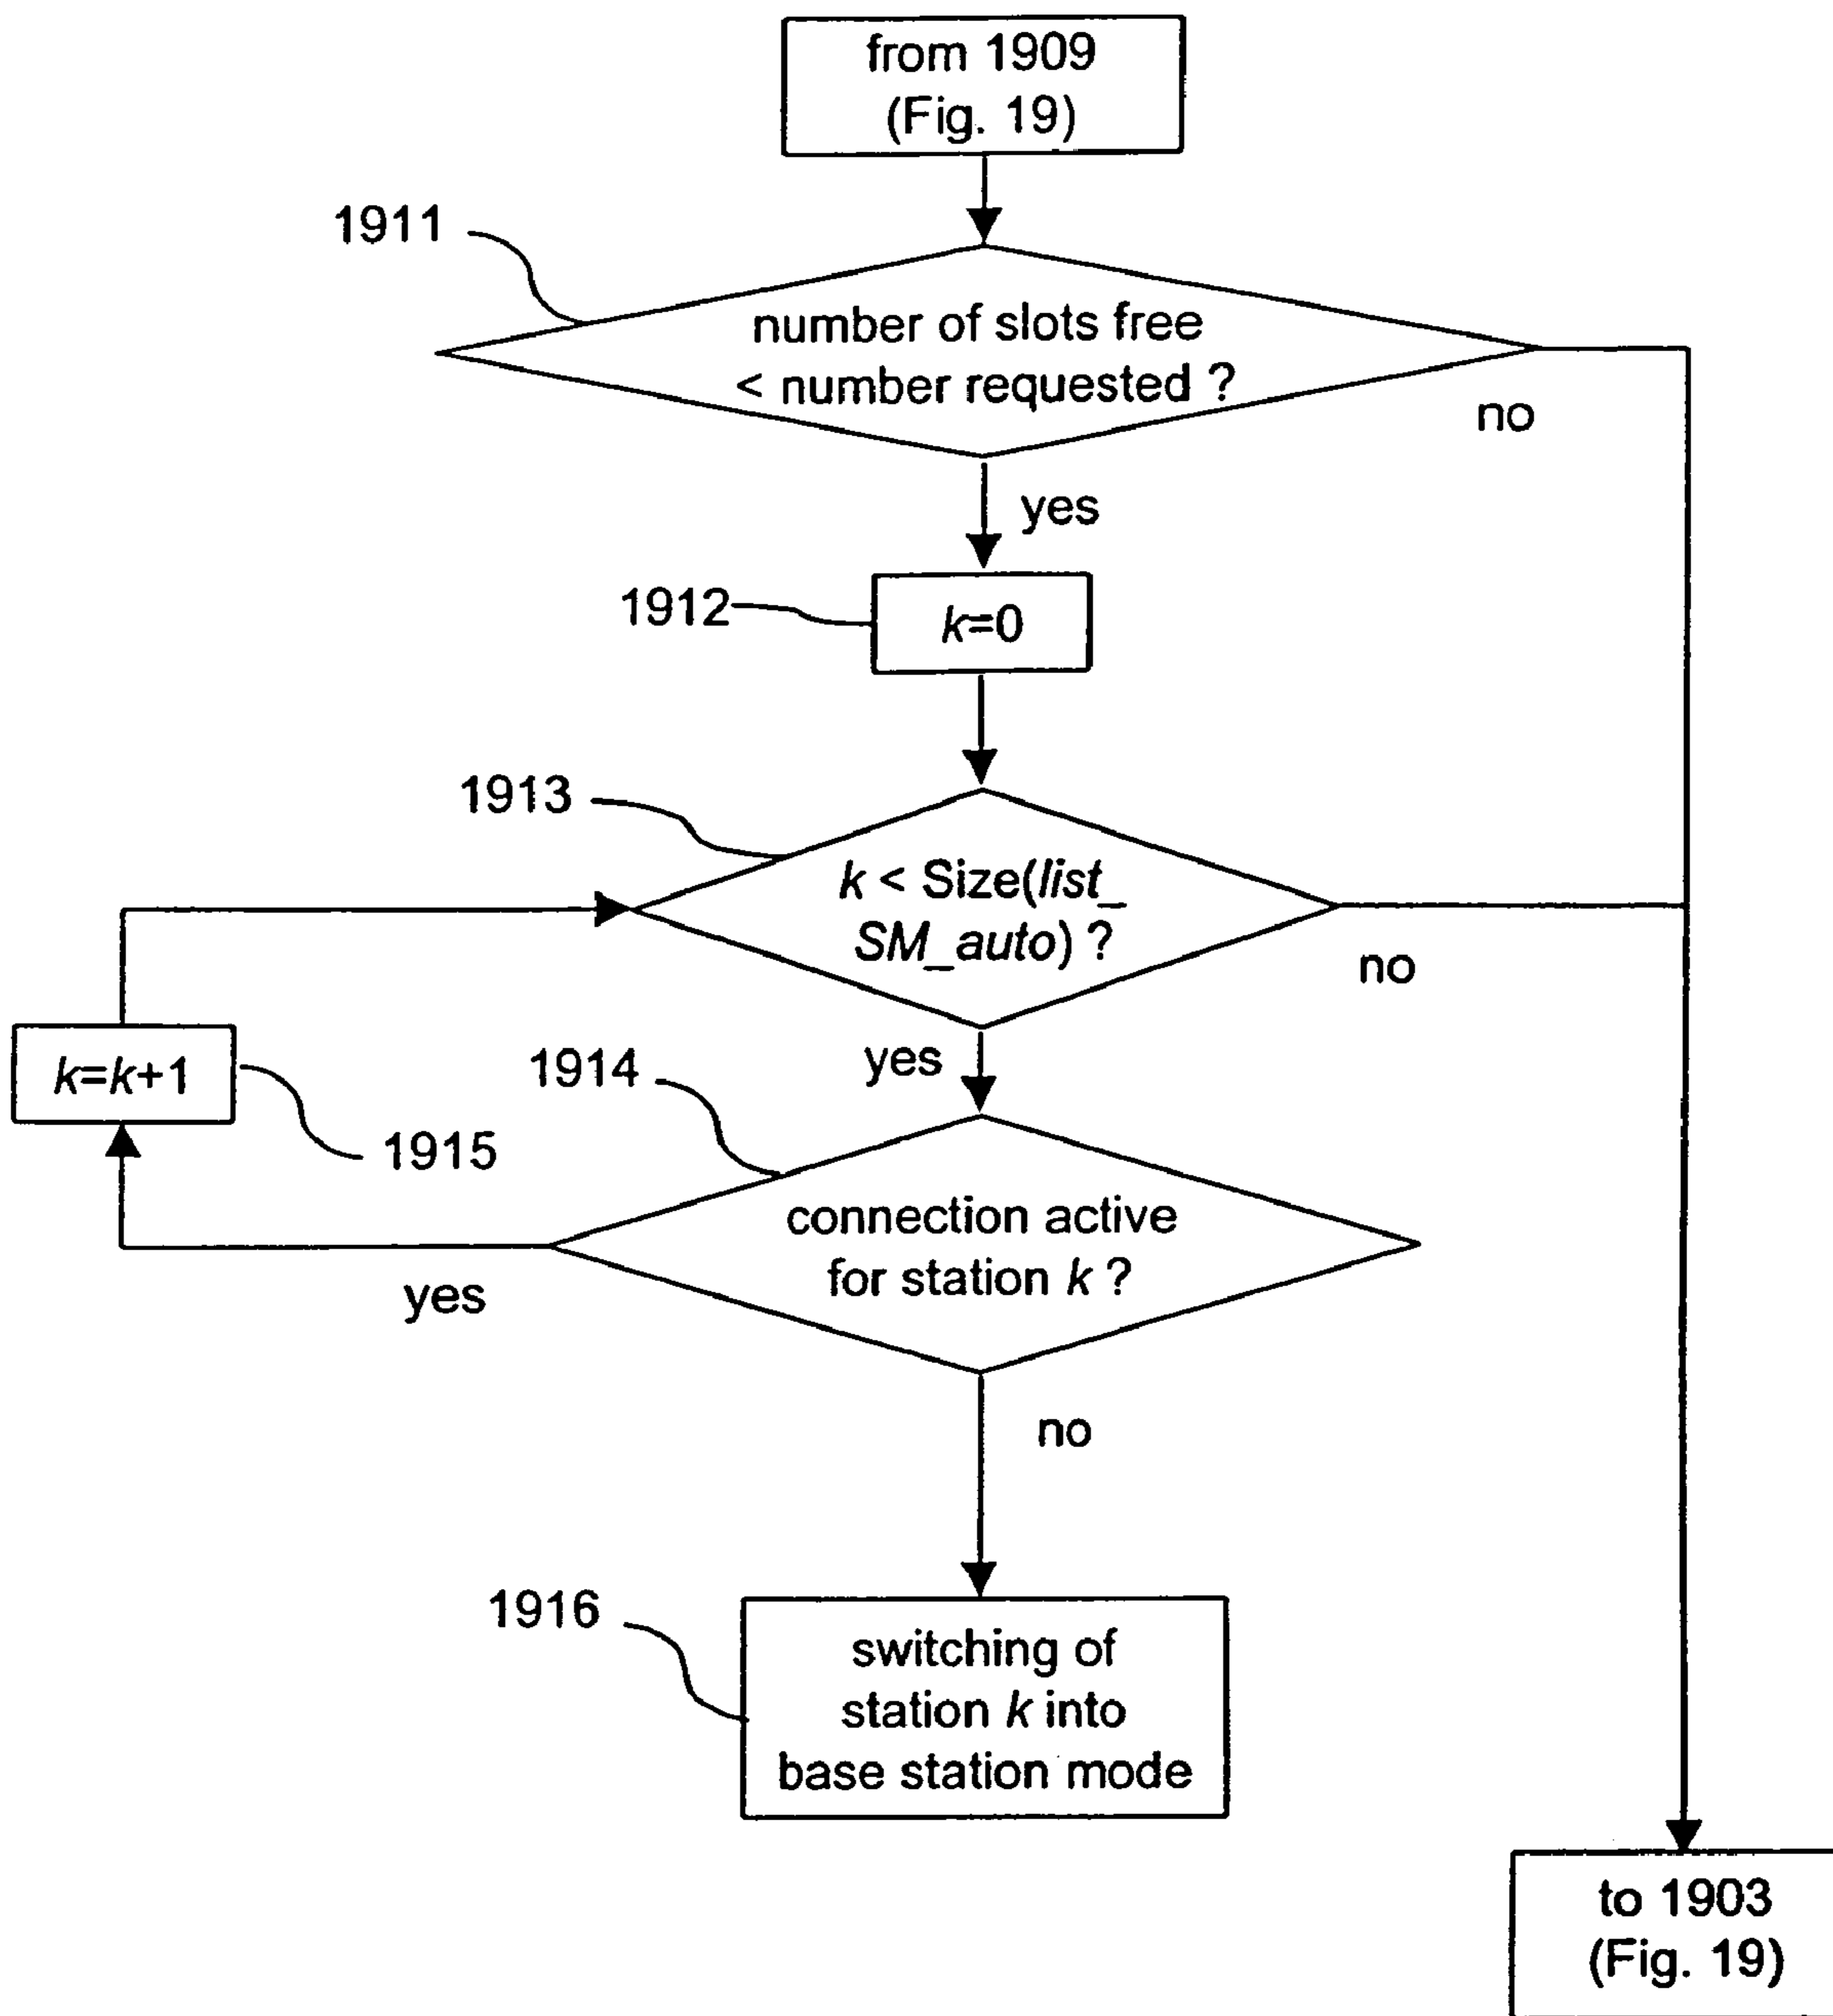 from 1909
(Fig. 19)
1911
number of slots free
< number requested ?
no
yes
1912
k=0
1913
k < Size(list_
SM_auto) ?
no
yes
k=k+1
1914
1915
connection active
for station k ?
yes
no
1916
switching of
station k into
base station mode
to 1903
(Fig. 19)